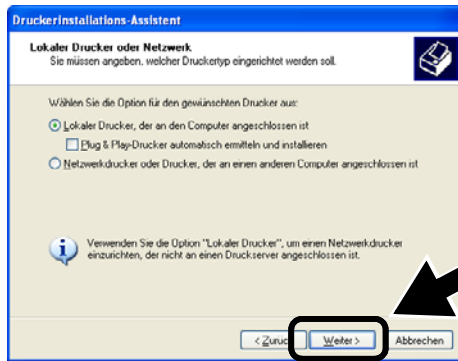 Druckerinstallations-Assistent
Lokaler Drucker oder Netzwerk
Sie müssen angeben, welcher Druckertyp eingerichtet werden soll.
Wählen Sie die Option für den gewünschten Drucker aus:
Lokaler Drucker, der an den Computer angeschlossen ist
Plug & Play-Drucker automatisch ermitteln und installieren
Netzwerkdrucker oder Drucker, der an einen anderen Computer angeschlossen ist
Verwenden Sie die Option "Lokaler Drucker", um einen Netzwerkdrucker
einzurichten, der nicht an einen Druckserver angeschlossen ist.
< Zurüc Weiter > Abbrechen